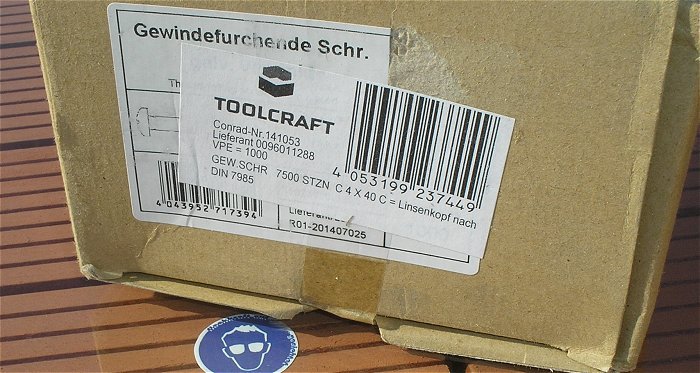 Gewindefurchende Schr.
Th
TOOLCRAFT
Conrad-Nr.141053
Lieferant 0096011288
VPE = 1000
GEW.SCHR 7500 STZN C 4 X 40 C = Linsenkopf nach
DIN 7985
4 053199 237449
4 043952 717394
R01-201407025